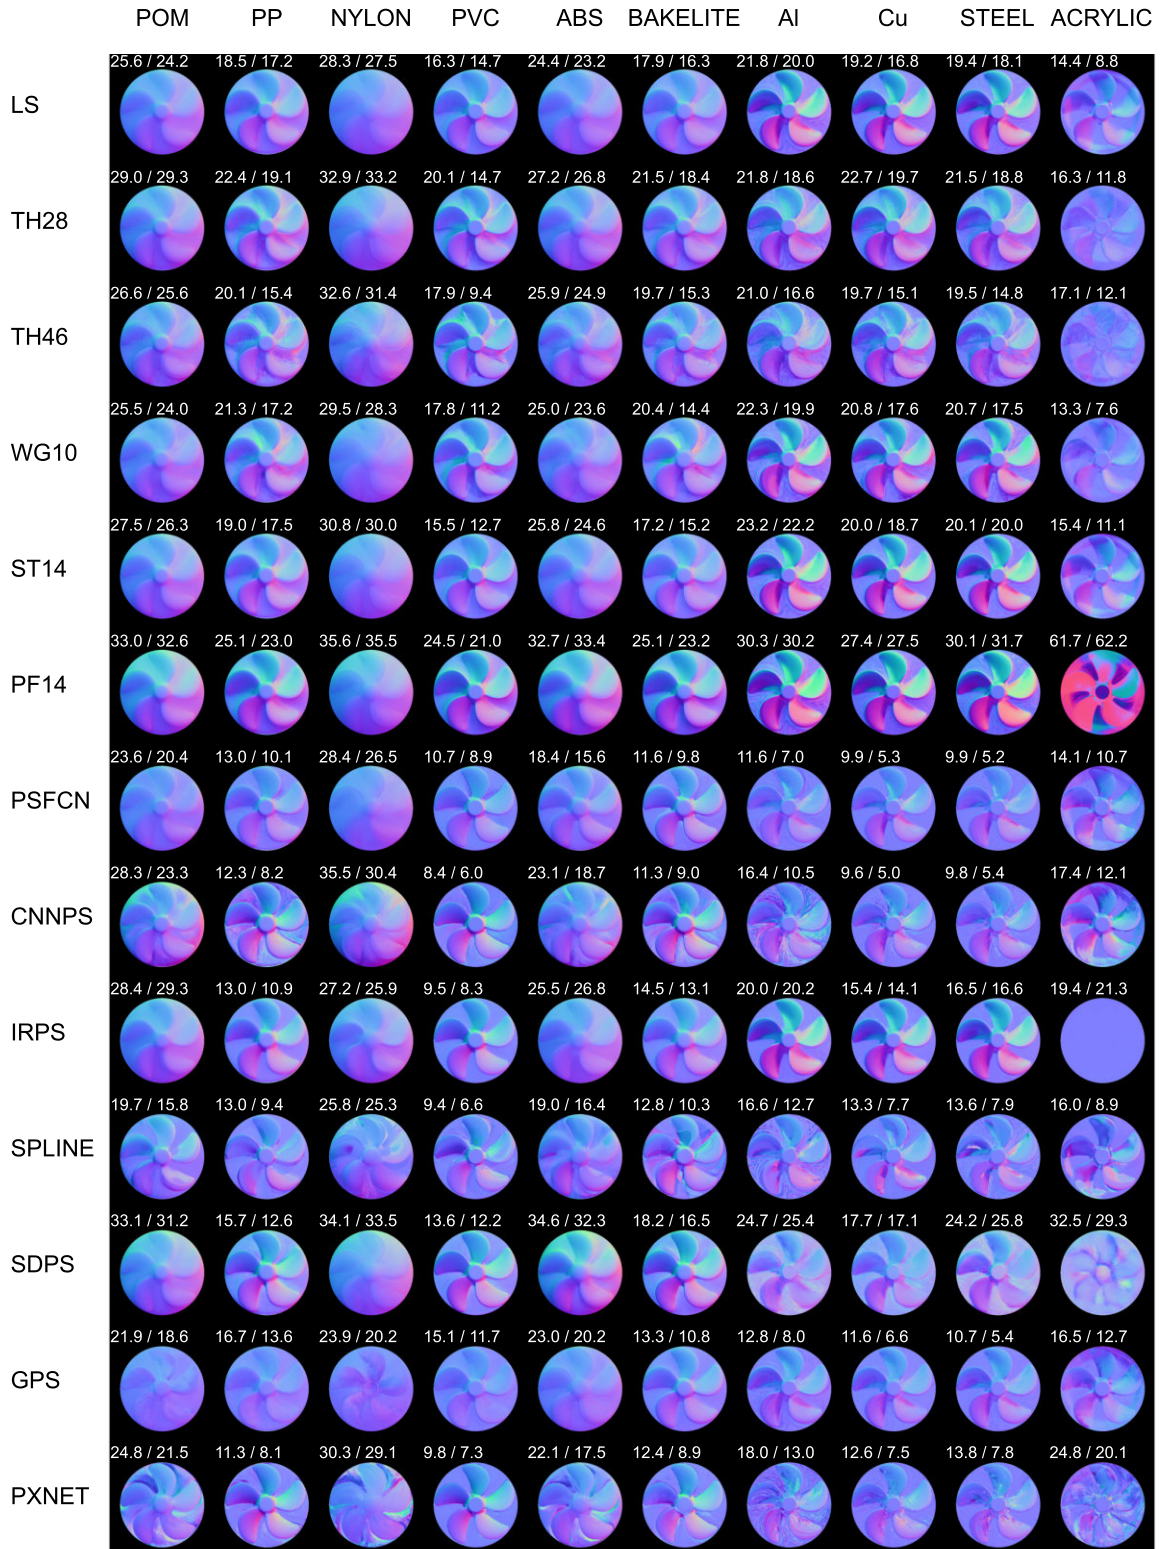 POM PP NYLON PVC ABS BAKELITE Al Cu STEEL ACRYLIC
25.6 / 24.2 18.5 / 17.2 28.3 / 27.5 16.3 / 14.7 24.4 / 23.2 17.9 / 16.3 21.8 / 20.0 19.2 / 16.8 19.4 / 18.1 14.4 / 8.8
LS
29.0 / 29.3 22.4 / 19.1 32.9 / 33.2 20.1 / 14.7 27.2 / 26.8 21.5 / 18.4 21.8 / 18.6 22.7 / 19.7 21.5 / 18.8 16.3 / 11.8
TH28
26.6 / 25.6 20.1 / 15.4 32.6 / 31.4 17.9 / 9.4 25.9 / 24.9 19.7 / 15.3 21.0 / 16.6 19.7 / 15.1 19.5 / 14.8 17.1 / 12.1
TH46
25.5 / 24.0 21.3 / 17.2 29.5 / 28.3 17.8 / 11.2 25.0 / 23.6 20.4 / 14.4 22.3 / 19.9 20.8 / 17.6 20.7 / 17.5 13.3 / 7.6
WG10
27.5 / 26.3 19.0 / 17.5 30.8 / 30.0 15.5 / 12.7 25.8 / 24.6 17.2 / 15.2 23.2 / 22.2 20.0 / 18.7 20.1 / 20.0 15.4 / 11.1
ST14
33.0 / 32.6 25.1 / 23.0 35.6 / 35.5 24.5 / 21.0 32.7 / 33.4 25.1 / 23.2 30.3 / 30.2 27.4 / 27.5 30.1 / 31.7 61.7 / 62.2
PF14
23.6 / 20.4 13.0 / 10.1 28.4 / 26.5 10.7 / 8.9 18.4 / 15.6 11.6 / 9.8 11.6 / 7.0 9.9 / 5.3 9.9 / 5.2 14.1 / 10.7
PSFCN
28.3 / 23.3 12.3 / 8.2 35.5 / 30.4 8.4 / 6.0 23.1 / 18.7 11.3 / 9.0 16.4 / 10.5 9.6 / 5.0 9.8 / 5.4 17.4 / 12.1
CNNPS
28.4 / 29.3 13.0 / 10.9 27.2 / 25.9 9.5 / 8.3 25.5 / 26.8 14.5 / 13.1 20.0 / 20.2 15.4 / 14.1 16.5 / 16.6 19.4 / 21.3
IRPS
19.7 / 15.8 13.0 / 9.4 25.8 / 25.3 9.4 / 6.6 19.0 / 16.4 12.8 / 10.3 16.6 / 12.7 13.3 / 7.7 13.6 / 7.9 16.0 / 8.9
SPLINE
33.1 / 31.2 15.7 / 12.6 34.1 / 33.5 13.6 / 12.2 34.6 / 32.3 18.2 / 16.5 24.7 / 25.4 17.7 / 17.1 24.2 / 25.8 32.5 / 29.3
SDPS
21.9 / 18.6 16.7 / 13.6 23.9 / 20.2 15.1 / 11.7 23.0 / 20.2 13.3 / 10.8 12.8 / 8.0 11.6 / 6.6 10.7 / 5.4 16.5 / 12.7
GPS
24.8 / 21.5 11.3 / 8.1 30.3 / 29.1 9.8 / 7.3 22.1 / 17.5 12.4 / 8.9 18.0 / 13.0 12.6 / 7.5 13.8 / 7.8 24.8 / 20.1
PXNET